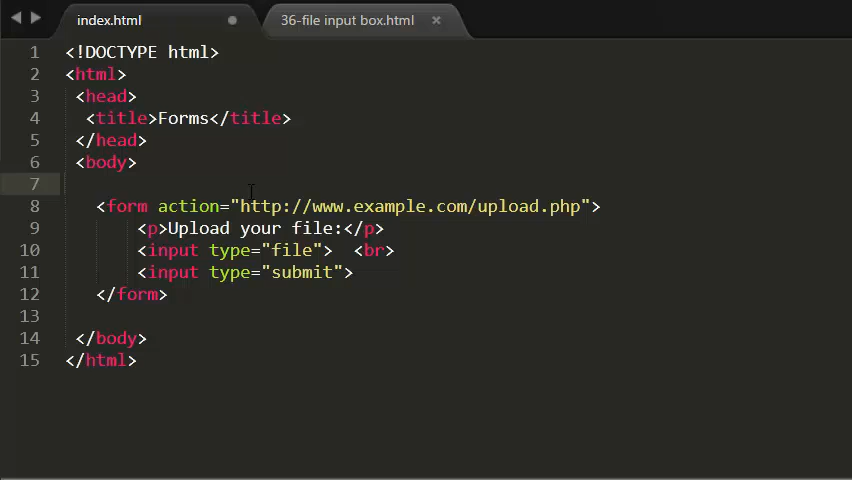 index.html
36-file input box.html ×
1 <!DOCTYPE html>
2 <html>
3 <head>
4 <title>Forms</title>
5 </head>
6 <body>
7
8 <form action="http://www.example.com/upload.php">
9 <p>Upload your file:</p>
10 <input type="file"> <br>
11 <input type="submit">
12 </form>
13
14 </body>
15 </html>